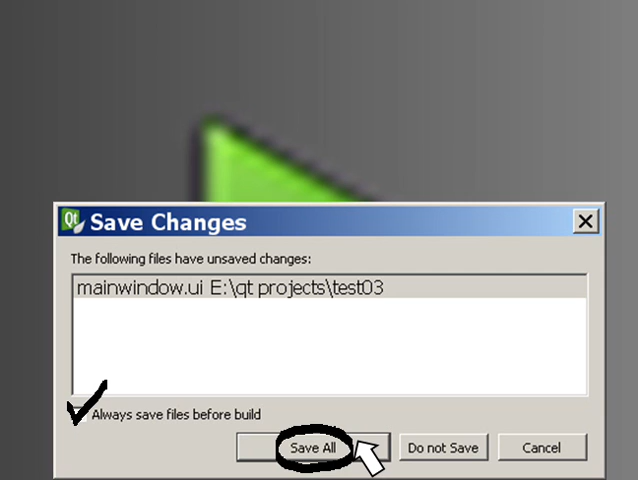 Qt Save Changes
The following files have unsaved changes:
mainwindow.ui E:\qt projects\test03
Always save files before build
Save All Do not Save Cancel